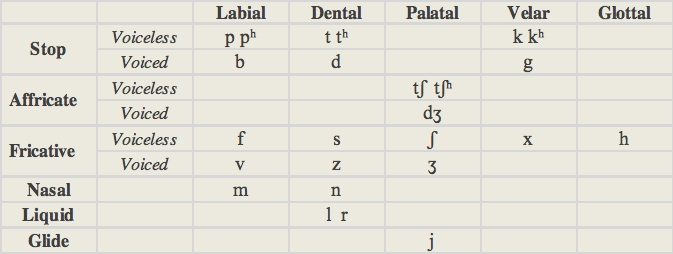 Labial Dental Palatal Velar Glottal
Stop Voiceless p pʰ t tʰ k kʰ
Voiced b d g
Affricate Voiceless tʃ tʃʰ
Voiced dʒ
Fricative Voiceless f s ʃ x h
Voiced v z ʒ
Nasal m n
Liquid l r
Glide j